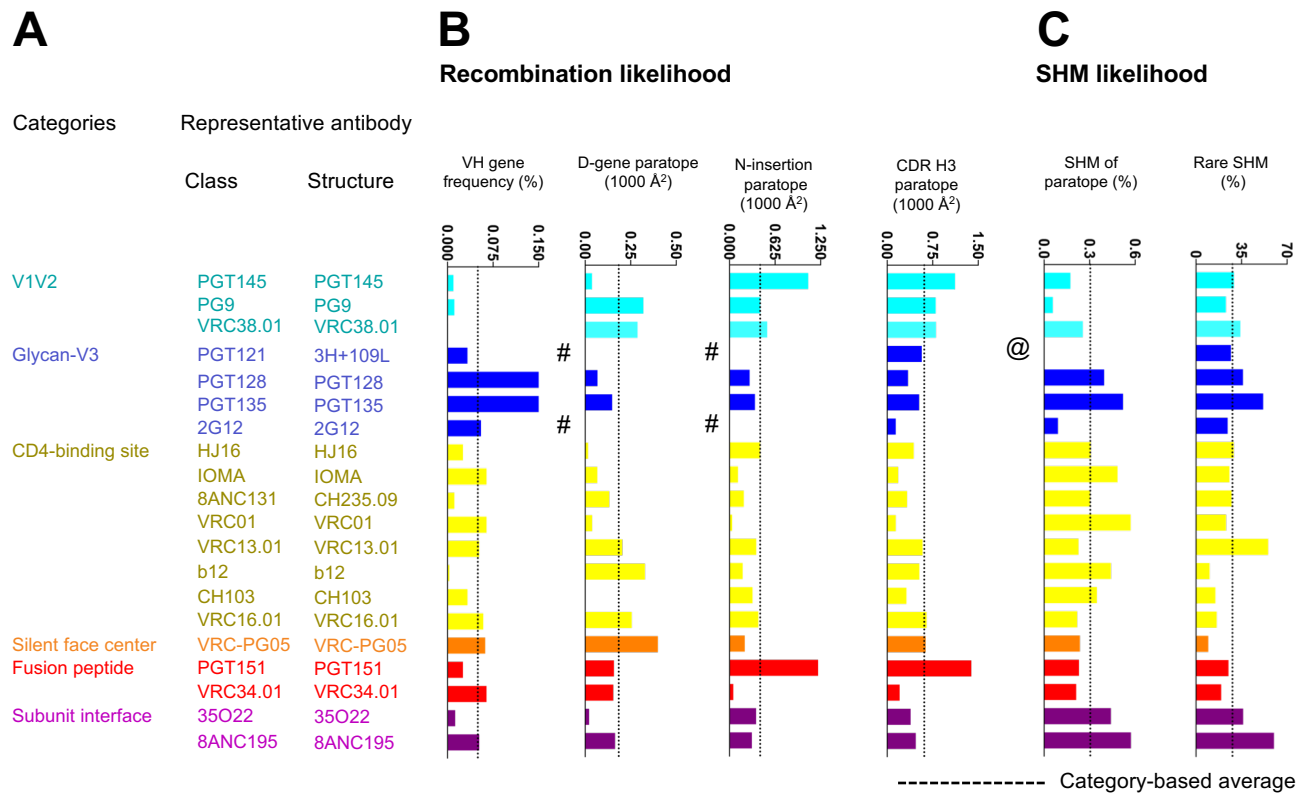 A
B
C
Recombination likelihood
SHM likelihood
Categories
Representative antibody
Class
Structure
VH gene
frequency (%)
D-gene paratope
(1000 Å2)
N-insertion
paratope
(1000 Å2)
CDR H3
paratope
(1000 Å2)
SHM of
paratope (%)
Rare SHM
(%)
0.000 0.075 0.150
0.00 0.25 0.50
0.000 0.625 1.250
0.00 0.75 1.50
0.0 0.3 0.6
0 35 70
V1V2 PGT145 PGT145
PG9 PG9
VRC38.01 VRC38.01
Glycan-V3 PGT121 3H+109L # # @
PGT128 PGT128
PGT135 PGT135
2G12 2G12 # #
CD4-binding site HJ16 HJ16
IOMA IOMA
8ANC131 CH235.09
VRC01 VRC01
VRC13.01 VRC13.01
b12 b12
CH103 CH103
VRC16.01 VRC16.01
Silent face center VRC-PG05 VRC-PG05
Fusion peptide PGT151 PGT151
VRC34.01 VRC34.01
Subunit interface 35O22 35O22
8ANC195 8ANC195
Category-based average